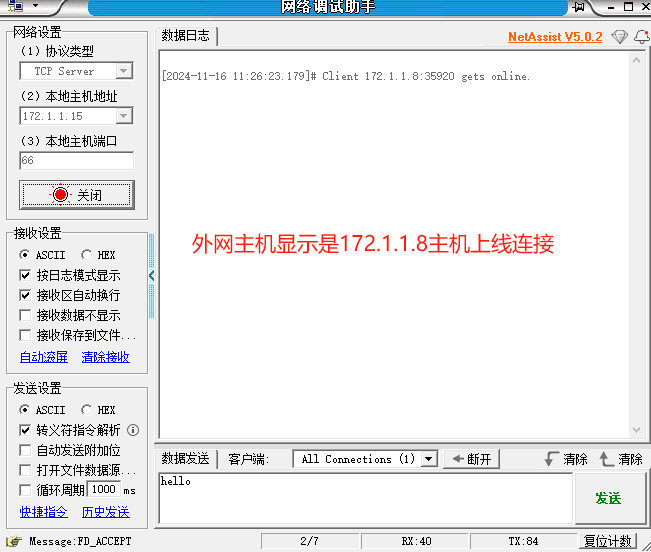 网络调试助手
网络设置
（1）协议类型
TCP Server
（2）本地主机地址
172.1.1.15
（3）本地主机端口
66
关闭
接收设置
ASCII HEX
按日志模式显示
接收区自动换行
接收数据不显示
接收保存到文件...
自动滚屏 清除接收
发送设置
ASCII HEX
转义符指令解析
自动发送附加位
打开文件数据源...
循环周期 1000 ms
快捷指令 历史发送
数据日志 NetAssist V5.0.2
[2024-11-16 11:26:23.179]# Client 172.1.1.8:35920 gets online.
外网主机显示是172.1.1.8主机上线连接
数据发送 客户端: All Connections (1) 断开 清除 清除
hello
发送
Message:FD_ACCEPT 2/7 RX:40 TX:84 复位计数